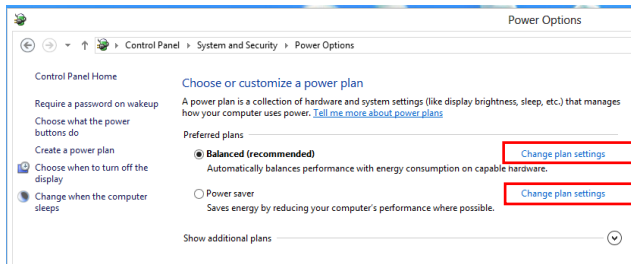 Power Options
Control Panel ▸ System and Security ▸ Power Options
Control Panel Home
Require a password on wakeup
Choose what the power
buttons do
Create a power plan
Choose when to turn off the
display
Change when the computer
sleeps
Choose or customize a power plan
A power plan is a collection of hardware and system settings (like display brightness, sleep, etc.) that manages
how your computer uses power. Tell me more about power plans
Preferred plans
Balanced (recommended) Change plan settings
Automatically balances performance with energy consumption on capable hardware.
Power saver Change plan settings
Saves energy by reducing your computer's performance where possible.
Show additional plans